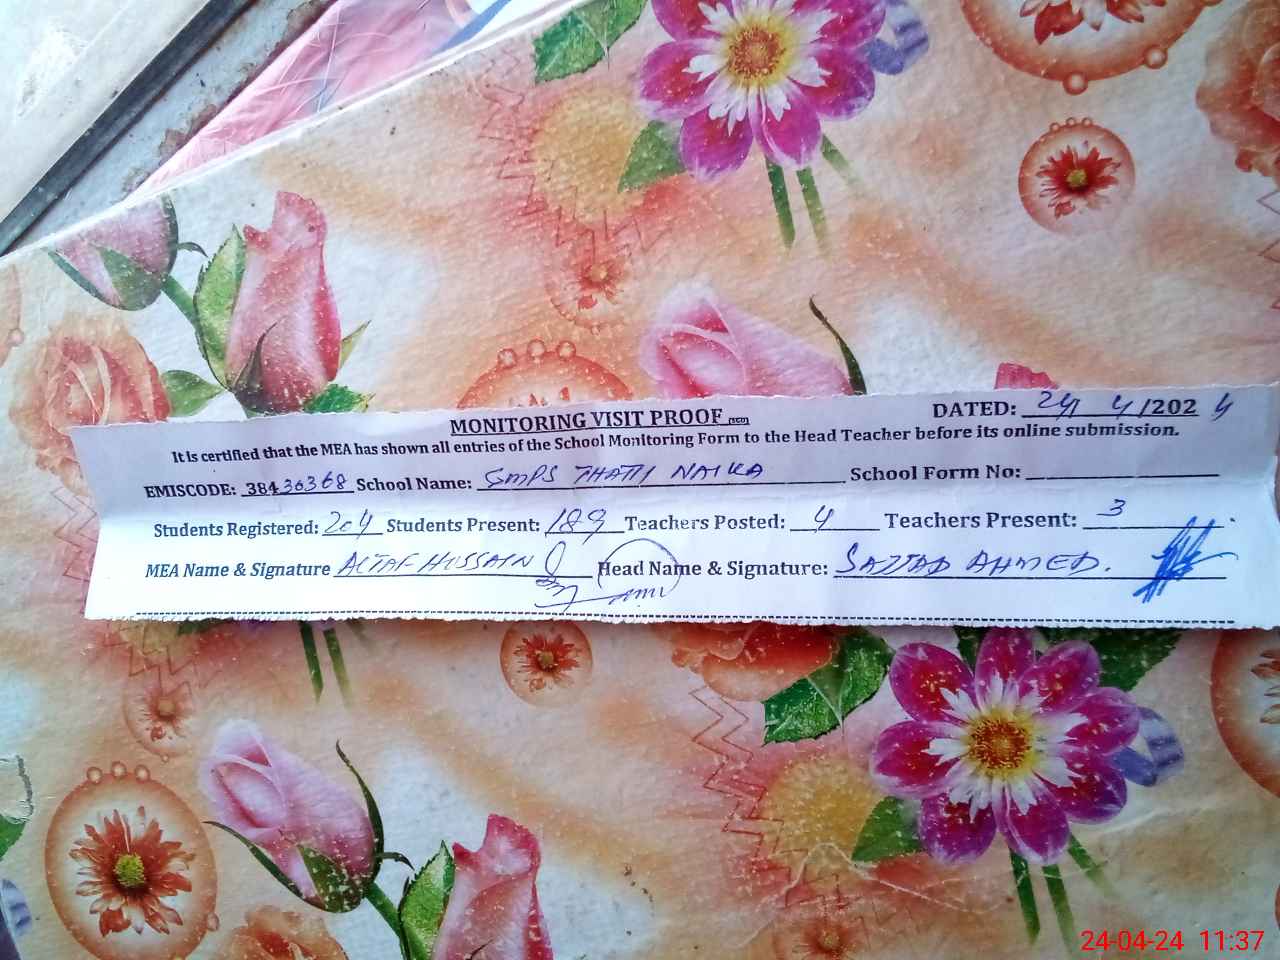 MONITORING VISIT PROOF
DATED: 24/ 4 /2024
It is certified that the MEA has shown all entries of the School Monitoring Form to the Head Teacher before its online submission.
EMISCODE: 38430368 School Name: GMPS THATTI NAIKA School Form No:
Students Registered: 204 Students Present: 189 Teachers Posted: 4 Teachers Present: 3
MEA Name & Signature ALTAF HUSSAIN Head Name & Signature: SAJJAD AHMED.
24-04-24 11:37